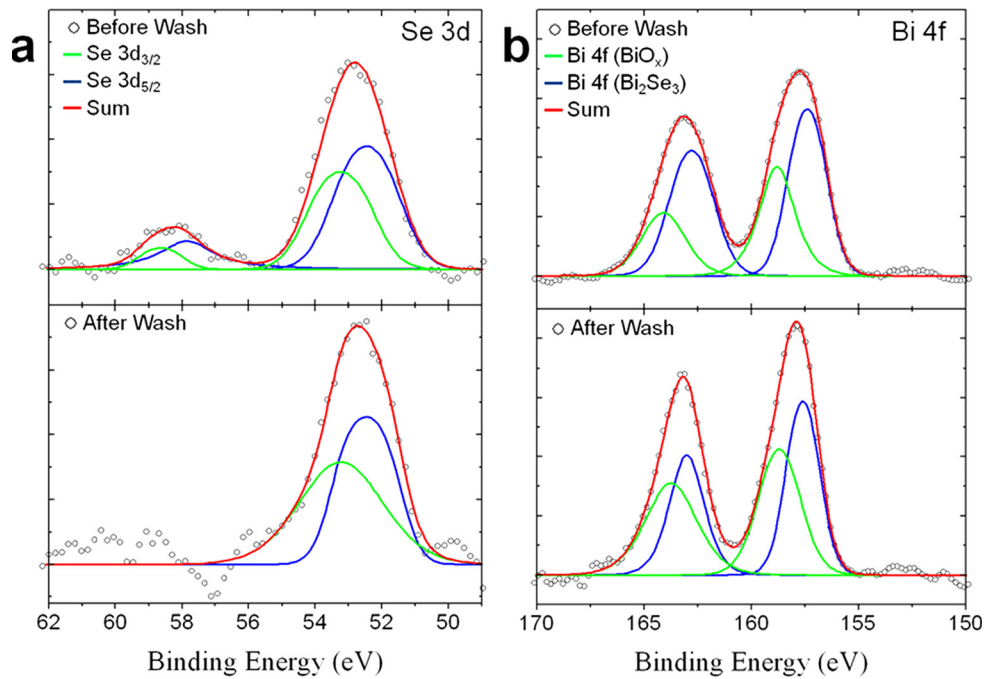 a
Before Wash
Se 3d
Se 3d3/2
Se 3d5/2
Sum
After Wash
62 60 58 56 54 52 50
Binding Energy (eV)
b
Before Wash
Bi 4f
Bi 4f (BiOx)
Bi 4f (Bi2Se3)
Sum
After Wash
170 165 160 155 150
Binding Energy (eV)